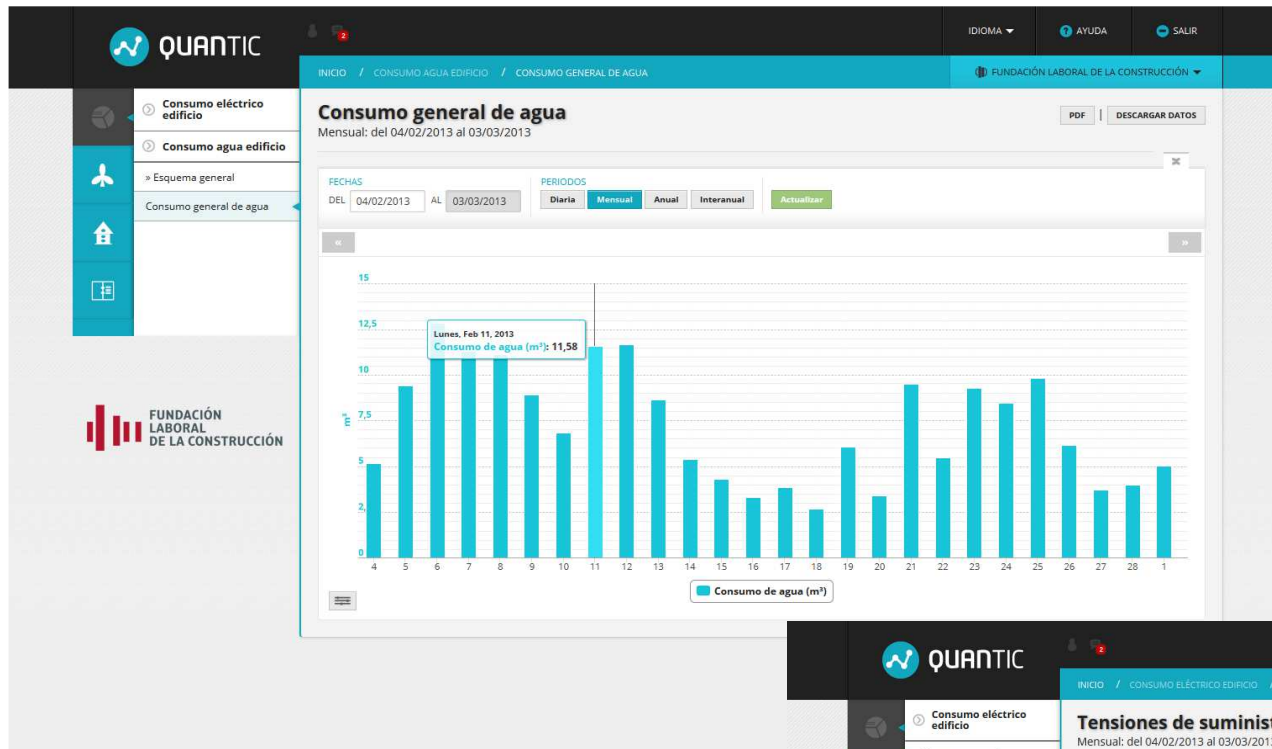 QUANTIC
2
IDIOMA
AYUDA
SALIR
INICIO / CONSUMO AGUA EDIFICIO / CONSUMO GENERAL DE AGUA
FUNDACIÓN LABORAL DE LA CONSTRUCCIÓN
Consumo eléctrico
edificio
Consumo agua edificio
» Esquema general
Consumo general de agua
FUNDACIÓN
LABORAL
DE LA CONSTRUCCIÓN
Consumo general de agua
Mensual: del 04/02/2013 al 03/03/2013
PDF | DESCARGAR DATOS
FECHAS
DEL 04/02/2013 AL 03/03/2013
PERIODOS
Diaria Mensual Anual Interanual Actualizar
« »
15
12,5
10
7,5
5
2,
0
m³
Lunes, Feb 11, 2013
Consumo de agua (m³): 11,58
4 5 6 7 8 9 10 11 12 13 14 15 16 17 18 19 20 21 22 23 24 25 26 27 28 1
Consumo de agua (m³)
QUANTIC
2
INICIO / CONSUMO ELÉCTRICO EDIFICIO /
Consumo eléctrico
edificio
Tensiones de suminist
Mensual: del 04/02/2013 al 03/03/2013